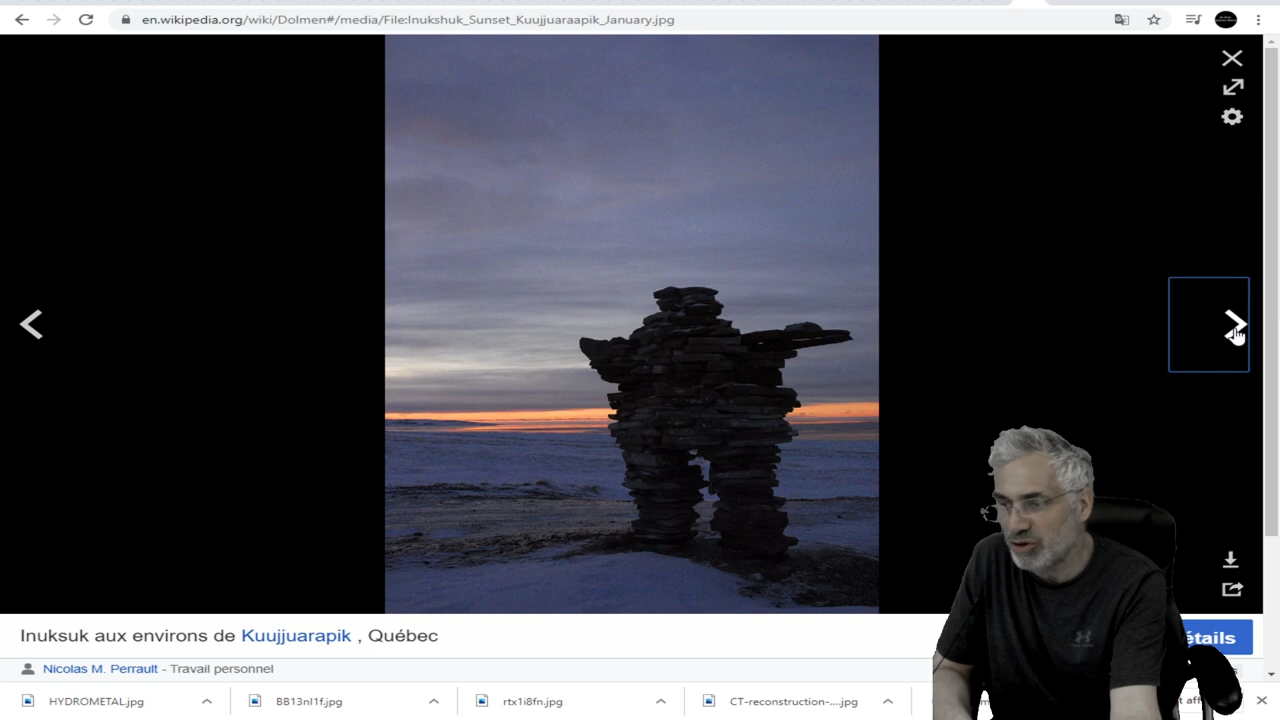 en.wikipedia.org/wiki/Dolmen#/media/File:Inukshuk_Sunset_Kuujjuaraapik_January.jpg
Inuksuk aux environs de Kuujjuarapik , Québec
étails
Nicolas M. Perrault - Travail personnel
HYDROMETAL.jpg
BB13nI1f.jpg
rtx1i8fn.jpg
CT-reconstruction-....jpg